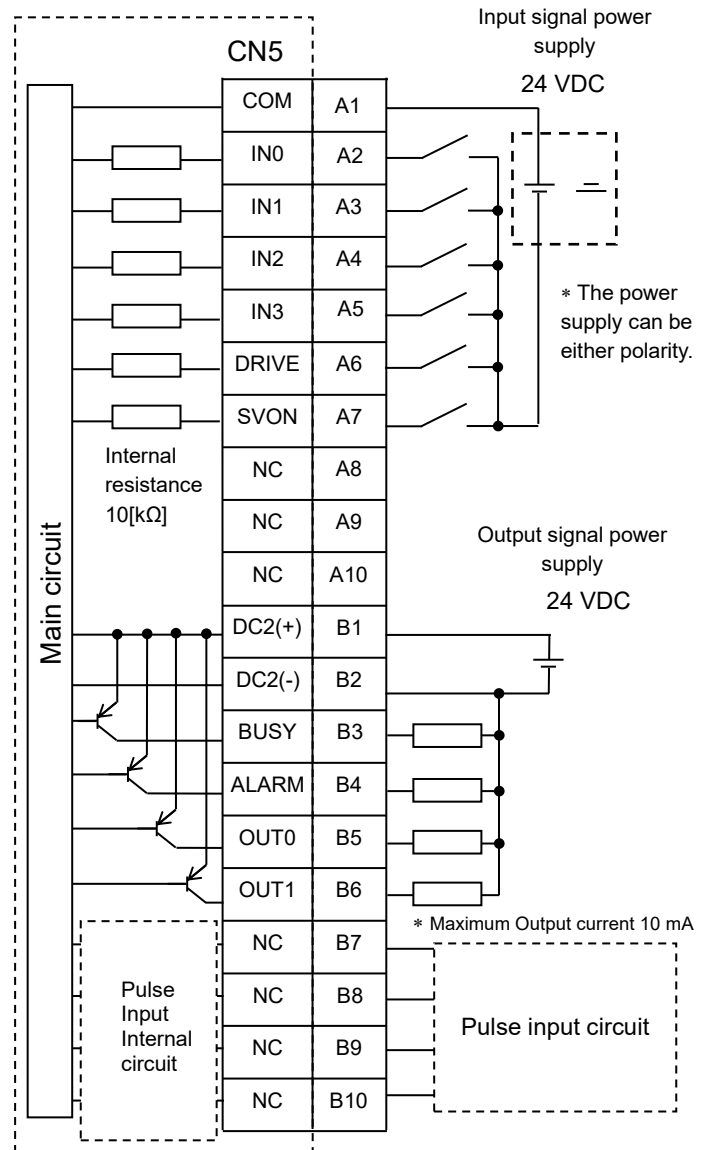 Input signal power
supply
24 VDC
CN5
COM A1
IN0 A2
IN1 A3
IN2 A4
IN3 A5
DRIVE A6
SVON A7
NC A8
NC A9
NC A10
DC2(+) B1
DC2(-) B2
BUSY B3
ALARM B4
OUT0 B5
OUT1 B6
NC B7
NC B8
NC B9
NC B10
* The power
supply can be
either polarity.
Internal
resistance
10[kΩ]
Main circuit
Output signal power
supply
24 VDC
* Maximum Output current 10 mA
Pulse
Input
Internal
circuit
Pulse input circuit